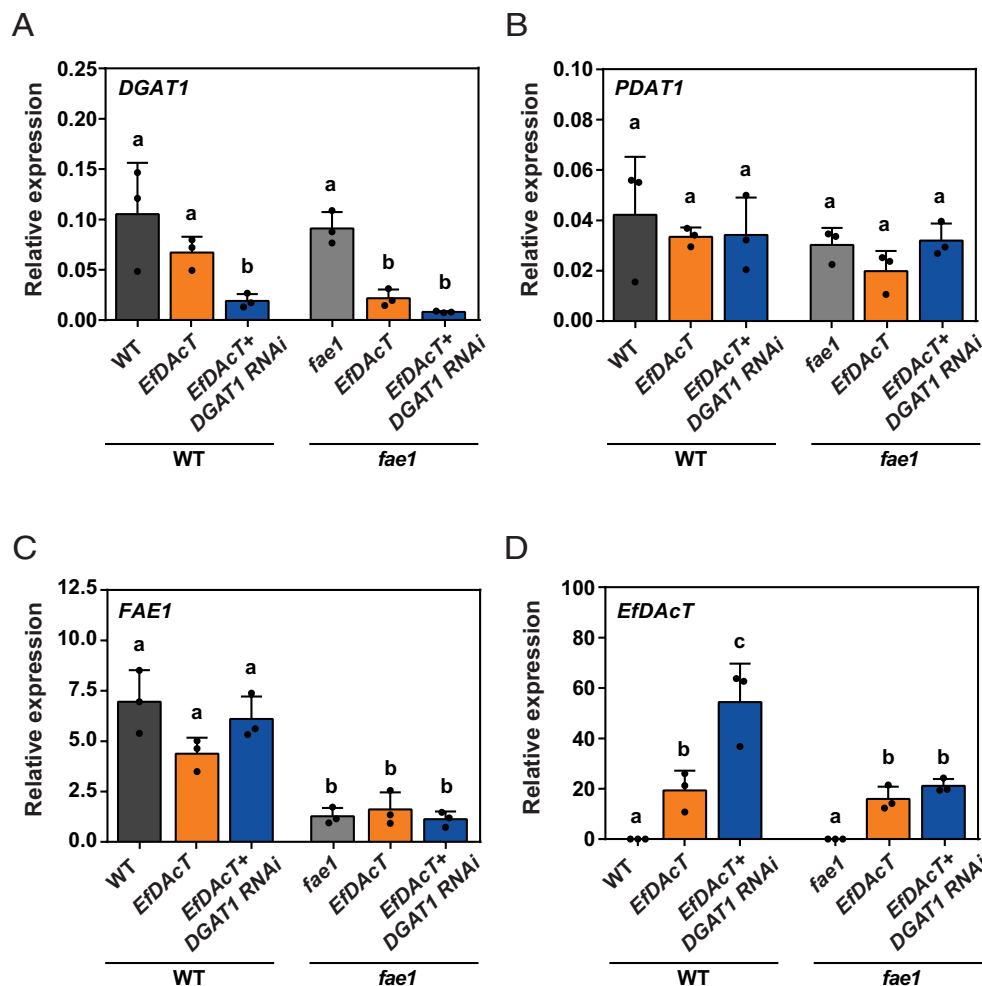 A
DGAT1
Relative expression
0.25
0.20
0.15
0.10
0.05
0.00
a
a
b
a
b
b
WT
EfDAcT
EfDAcT+
DGAT1 RNAi
fae1
EfDAcT
EfDAcT+
DGAT1 RNAi
WT
fae1
B
PDAT1
Relative expression
0.10
0.08
0.06
0.04
0.02
0.00
a
a
a
a
a
a
WT
EfDAcT
EfDAcT+
DGAT1 RNAi
fae1
EfDAcT
EfDAcT+
DGAT1 RNAi
WT
fae1
C
FAE1
Relative expression
12.5
10.0
7.5
5.0
2.5
0.0
a
a
a
b
b
b
WT
EfDAcT
EfDAcT+
DGAT1 RNAi
fae1
EfDAcT
EfDAcT+
DGAT1 RNAi
WT
fae1
D
EfDAcT
Relative expression
100
80
60
40
20
0
a
b
c
a
b
b
WT
EfDAcT
EfDAcT+
DGAT1 RNAi
fae1
EfDAcT
EfDAcT+
DGAT1 RNAi
WT
fae1